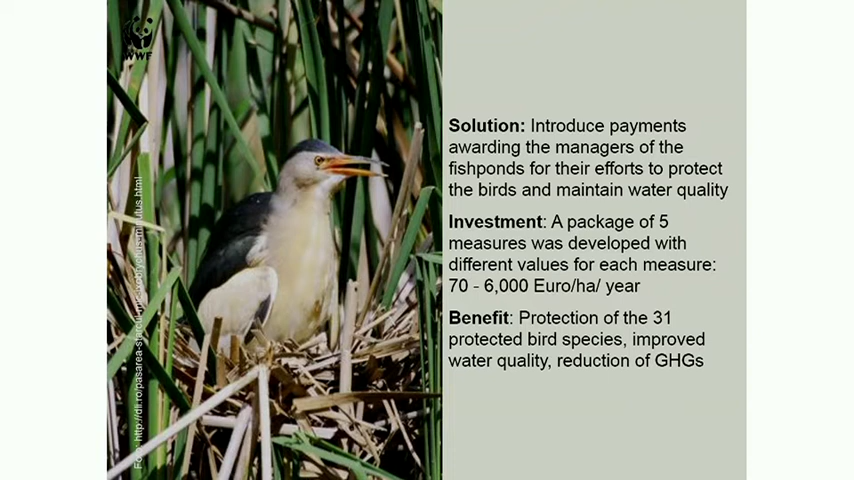 WWF
Solution: Introduce payments
awarding the managers of the
fishponds for their efforts to protect
the birds and maintain water quality
Investment: A package of 5
measures was developed with
different values for each measure:
70 - 6,000 Euro/ha/ year
Benefit: Protection of the 31
protected bird species, improved
water quality, reduction of GHGs